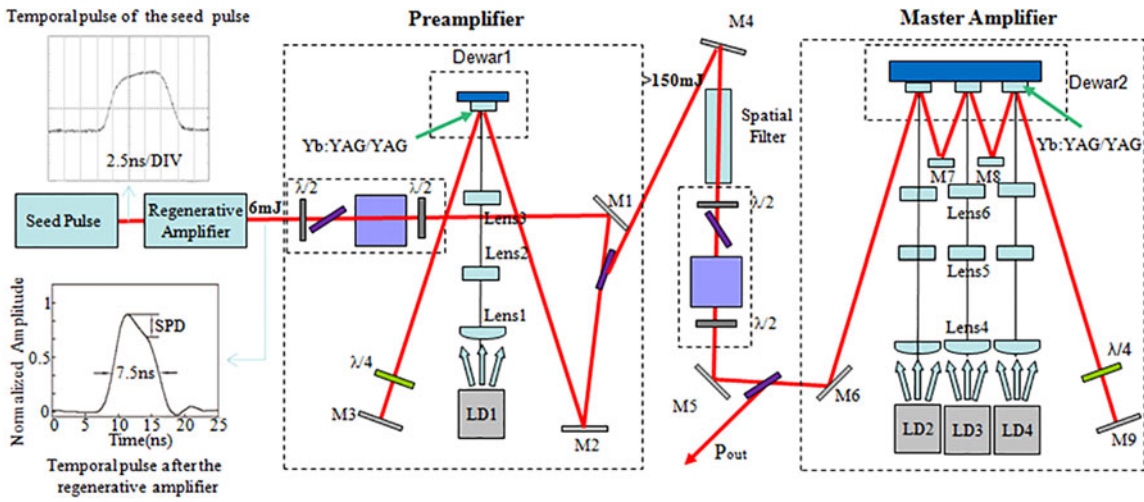 Temporal pulse of the seed pulse
2.5ns/DIV
Seed Pulse
Regenerative
Amplifier
6mJ
Normalized Amplitude
1
0.5
0
SPD
7.5ns
0 5 10 15 20 25
Time(ns)
Temporal pulse after the
regenerative amplifier
Preamplifier
Dewar1
Yb:YAG/YAG
λ/2
λ/2
Lens3
Lens2
Lens1
λ/4
M3
LD1
M2
M1
>150mJ
M4
Spatial
Filter
λ/2
λ/2
M5
Pout
M6
Master Amplifier
Dewar2
Yb:YAG/YAG
M7
M8
Lens6
Lens5
Lens4
λ/4
LD2
LD3
LD4
M9